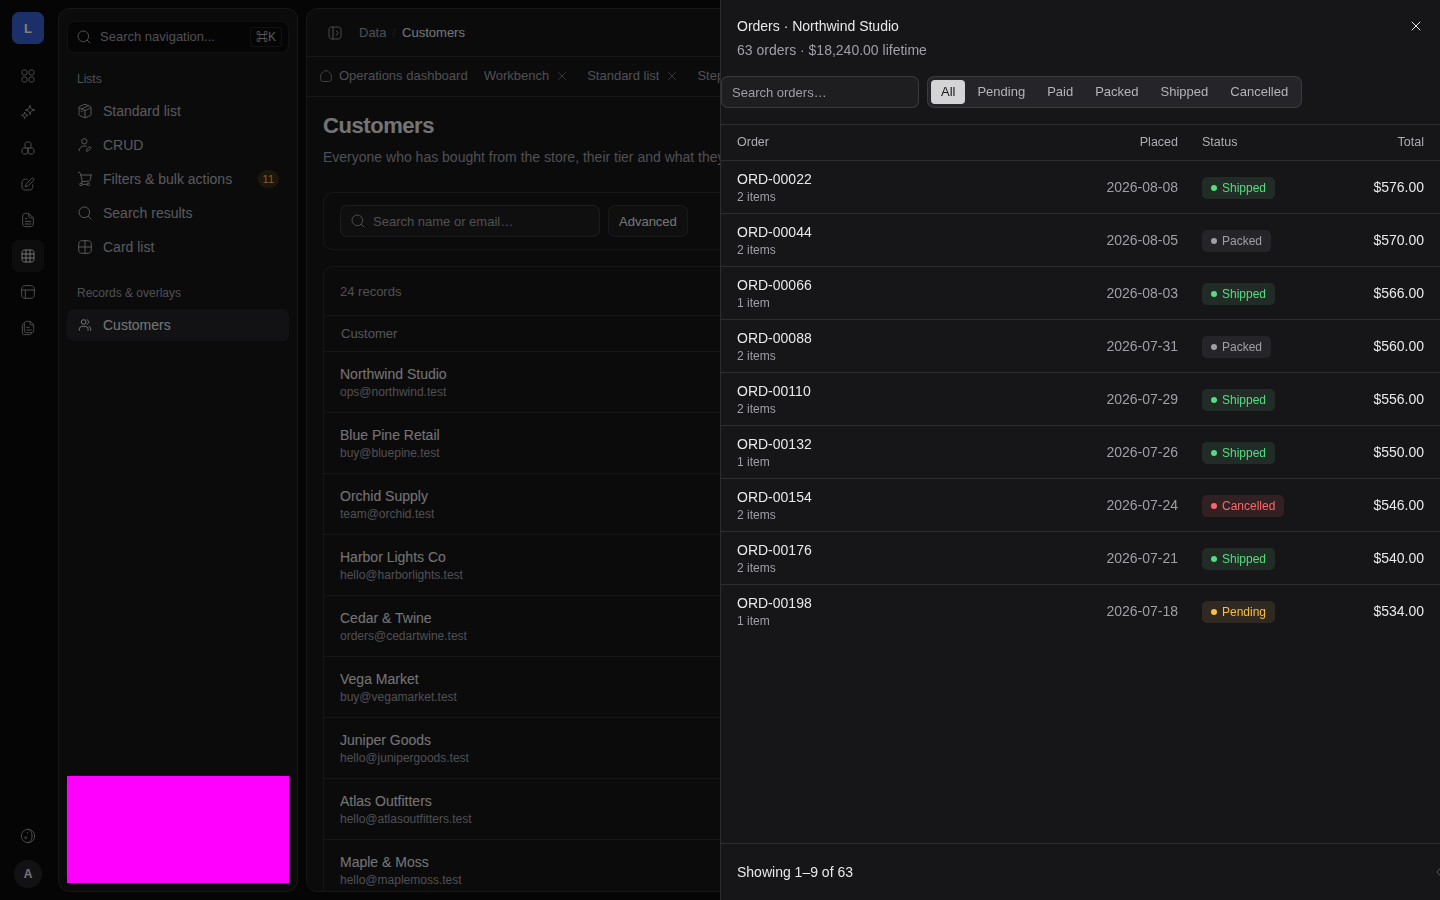 L
Search navigation... ⌘K
Lists
Standard list
CRUD
Filters & bulk actions 11
Search results
Card list
Records & overlays
Customers
A
Data / Customers
Operations dashboard Workbench Standard list
Customers
Everyone who has bought from the store, their tier and what they
Search name or email… Advanced
24 records
Customer
Northwind Studio
ops@northwind.test
Blue Pine Retail
buy@bluepine.test
Orchid Supply
team@orchid.test
Harbor Lights Co
hello@harborlights.test
Cedar & Twine
orders@cedartwine.test
Vega Market
buy@vegamarket.test
Juniper Goods
hello@junipergoods.test
Atlas Outfitters
hello@atlasoutfitters.test
Maple & Moss
hello@maplemoss.test
Orders · Northwind Studio
63 orders · $18,240.00 lifetime
Search orders… All Pending Paid Packed Shipped Cancelled
Order Placed Status Total
ORD-00022 2026-08-08 Shipped $576.00
2 items
ORD-00044 2026-08-05 Packed $570.00
2 items
ORD-00066 2026-08-03 Shipped $566.00
1 item
ORD-00088 2026-07-31 Packed $560.00
2 items
ORD-00110 2026-07-29 Shipped $556.00
2 items
ORD-00132 2026-07-26 Shipped $550.00
1 item
ORD-00154 2026-07-24 Cancelled $546.00
2 items
ORD-00176 2026-07-21 Shipped $540.00
2 items
ORD-00198 2026-07-18 Pending $534.00
1 item
Showing 1–9 of 63